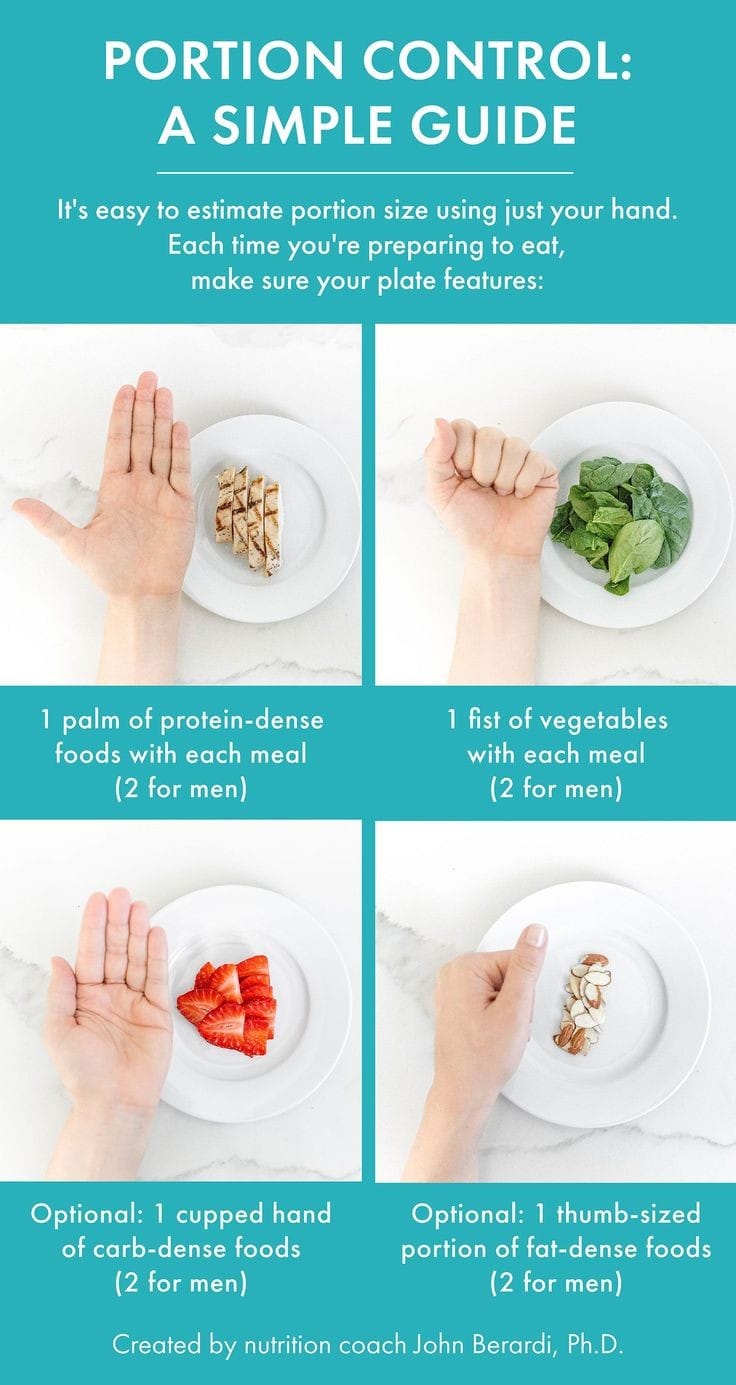 PORTION CONTROL:
A SIMPLE GUIDE
It's easy to estimate portion size using just your hand.
Each time you're preparing to eat,
make sure your plate features:
1 palm of protein-dense
foods with each meal
(2 for men)
1 fist of vegetables
with each meal
(2 for men)
Optional: 1 cupped hand
of carb-dense foods
(2 for men)
Optional: 1 thumb-sized
portion of fat-dense foods
(2 for men)
Created by nutrition coach John Berardi, Ph.D.